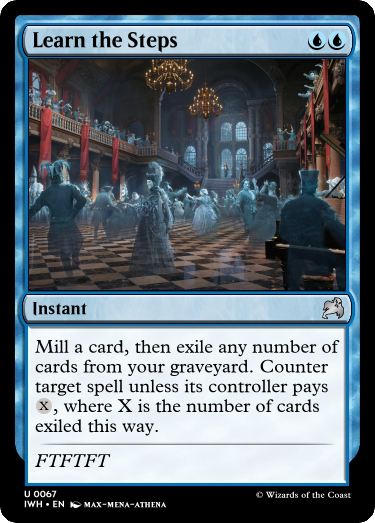 Learn the Steps
Instant
Mill a card, then exile any number of
cards from your graveyard. Counter
target spell unless its controller pays
X, where X is the number of cards
exiled this way.
FTFTFT
U 0067
IWH • EN MAX-MENA-ATHENA
© Wizards of the Coast